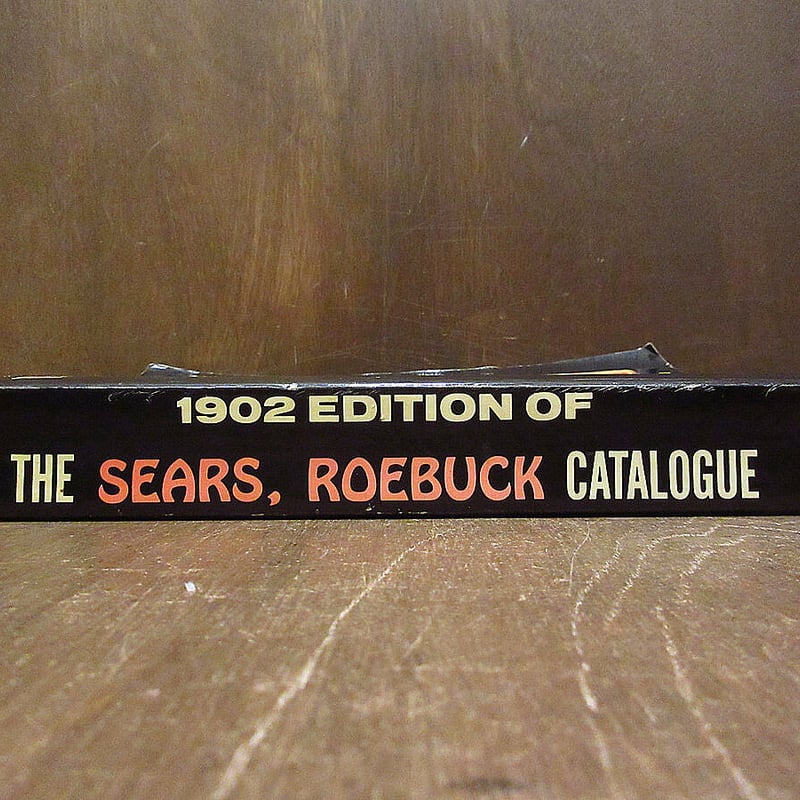 1902 EDITION OF
THE SEARS, ROEBUCK CATALOGUE